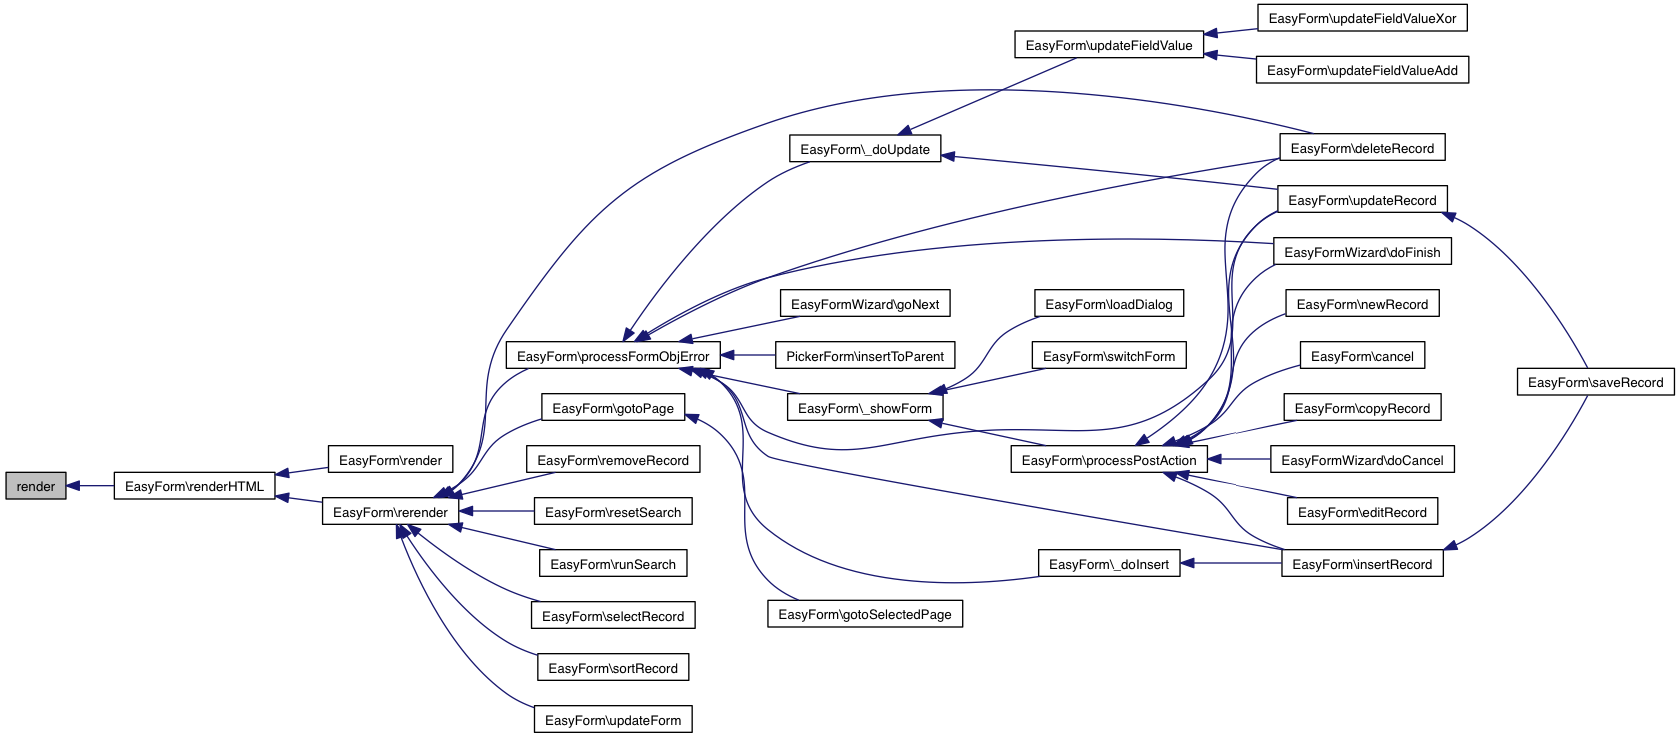 EasyForm\updateFieldValueXor
EasyForm\updateFieldValue
EasyForm\updateFieldValueAdd
EasyForm\_doUpdate
EasyForm\deleteRecord
EasyForm\updateRecord
EasyFormWizard\doFinish
EasyFormWizard\goNext
EasyForm\loadDialog
EasyForm\newRecord
EasyForm\processFormObjError
PickerForm\insertToParent
EasyForm\switchForm
EasyForm\cancel
EasyForm\saveRecord
EasyForm\gotoPage
EasyForm\_showForm
EasyForm\copyRecord
EasyForm\render
EasyForm\removeRecord
EasyForm\processPostAction
EasyFormWizard\doCancel
render
EasyForm\renderHTML
EasyForm\rerender
EasyForm\resetSearch
EasyForm\editRecord
EasyForm\runSearch
EasyForm\_doInsert
EasyForm\insertRecord
EasyForm\selectRecord
EasyForm\gotoSelectedPage
EasyForm\sortRecord
EasyForm\updateForm